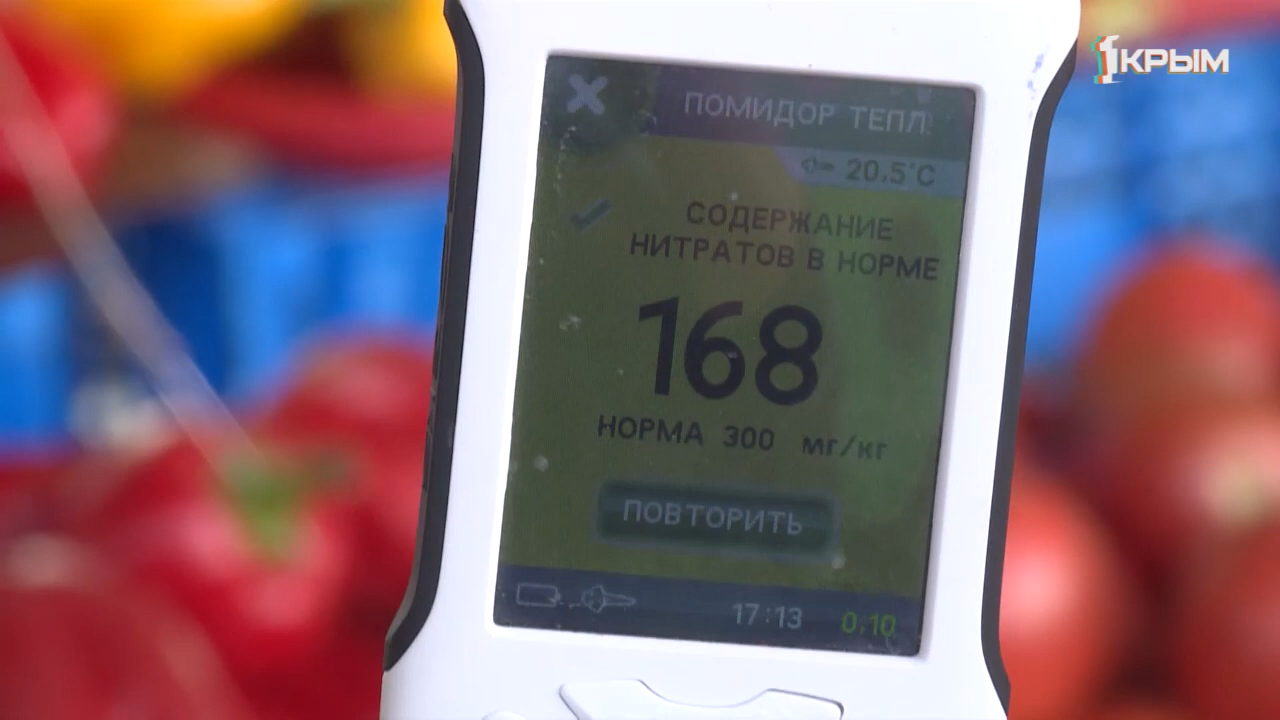 1КРЫМ
ПОМИДОР ТЕПЛ.
20.5°C
СОДЕРЖАНИЕ
НИТРАТОВ В НОРМЕ
168
НОРМА 300 мг/кг
ПОВТОРИТЬ
17:13 0.10